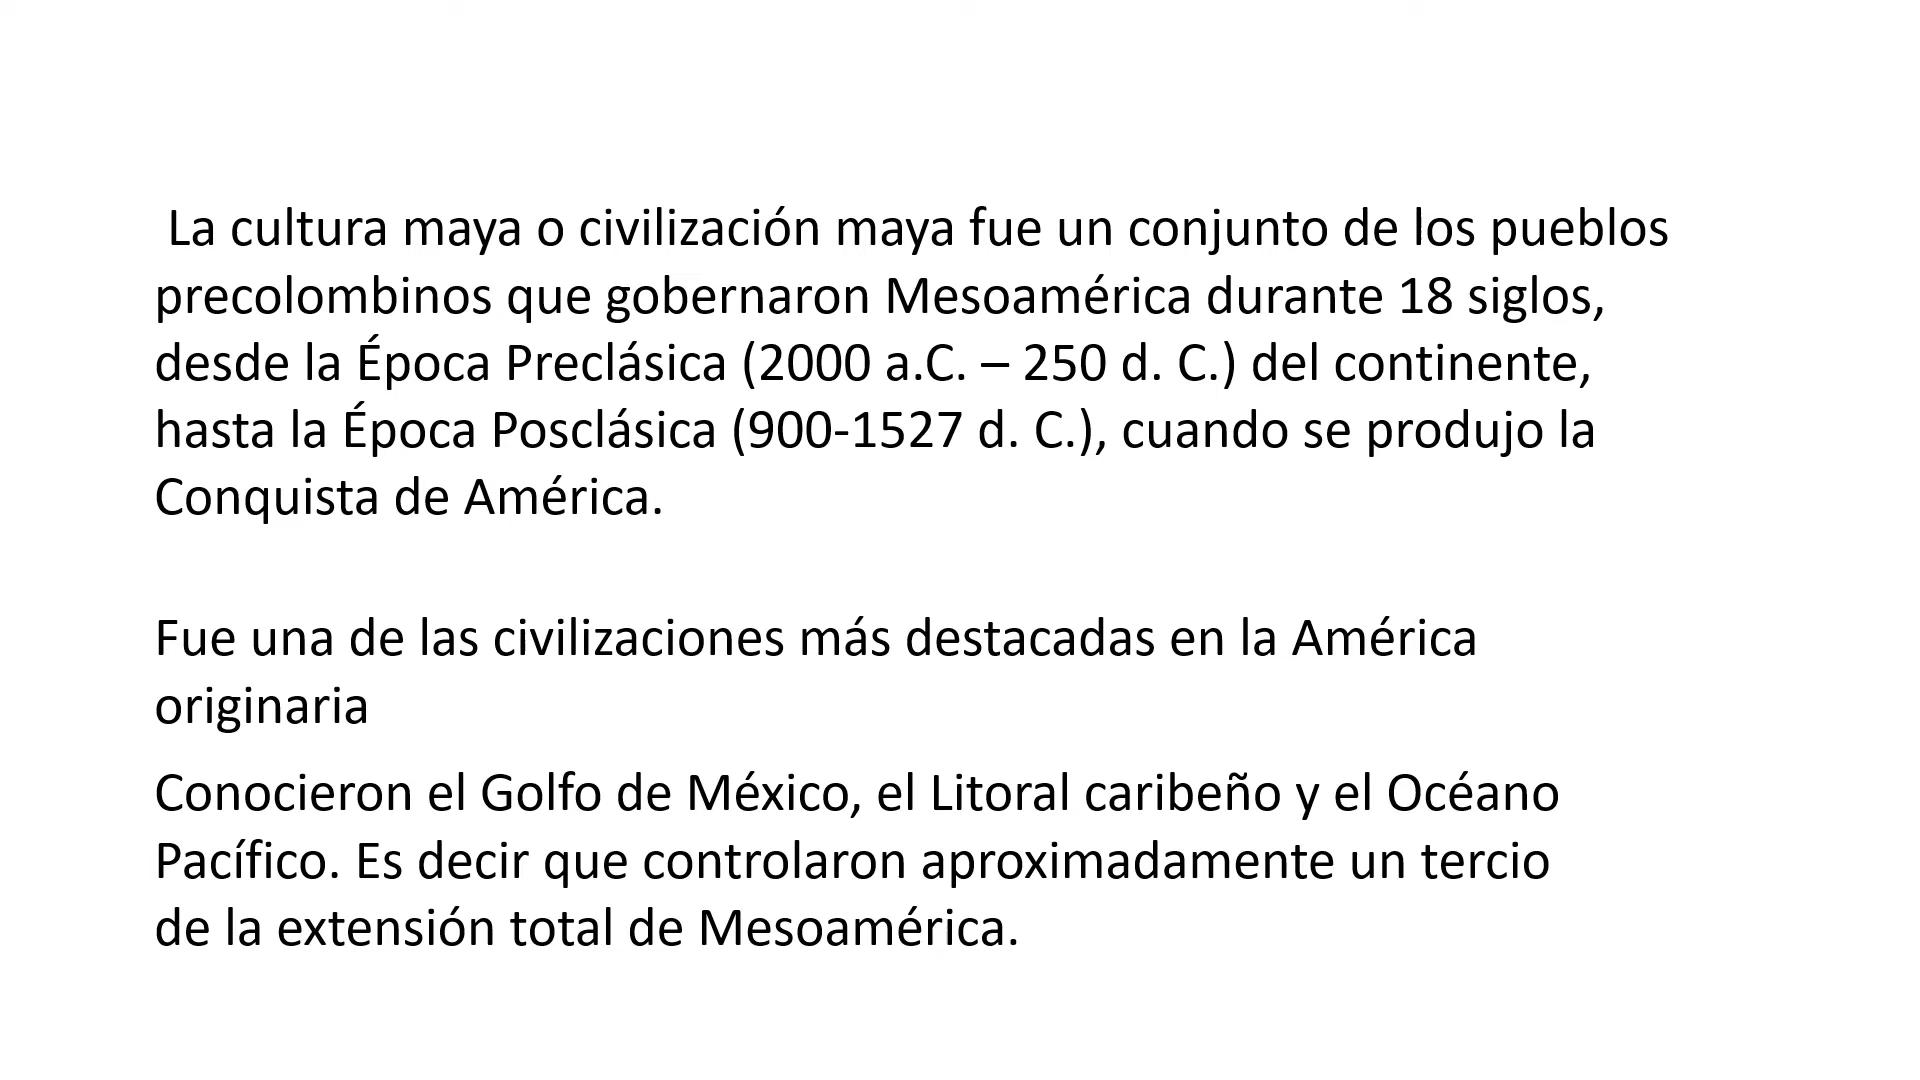 La cultura maya o civilización maya fue un conjunto de los pueblos
precolombinos que gobernaron Mesoamérica durante 18 siglos,
desde la Época Preclásica (2000 a.C. – 250 d. C.) del continente,
hasta la Época Posclásica (900-1527 d. C.), cuando se produjo la
Conquista de América.
Fue una de las civilizaciones más destacadas en la América
originaria
Conocieron el Golfo de México, el Litoral caribeño y el Océano
Pacífico. Es decir que controlaron aproximadamente un tercio
de la extensión total de Mesoamérica.